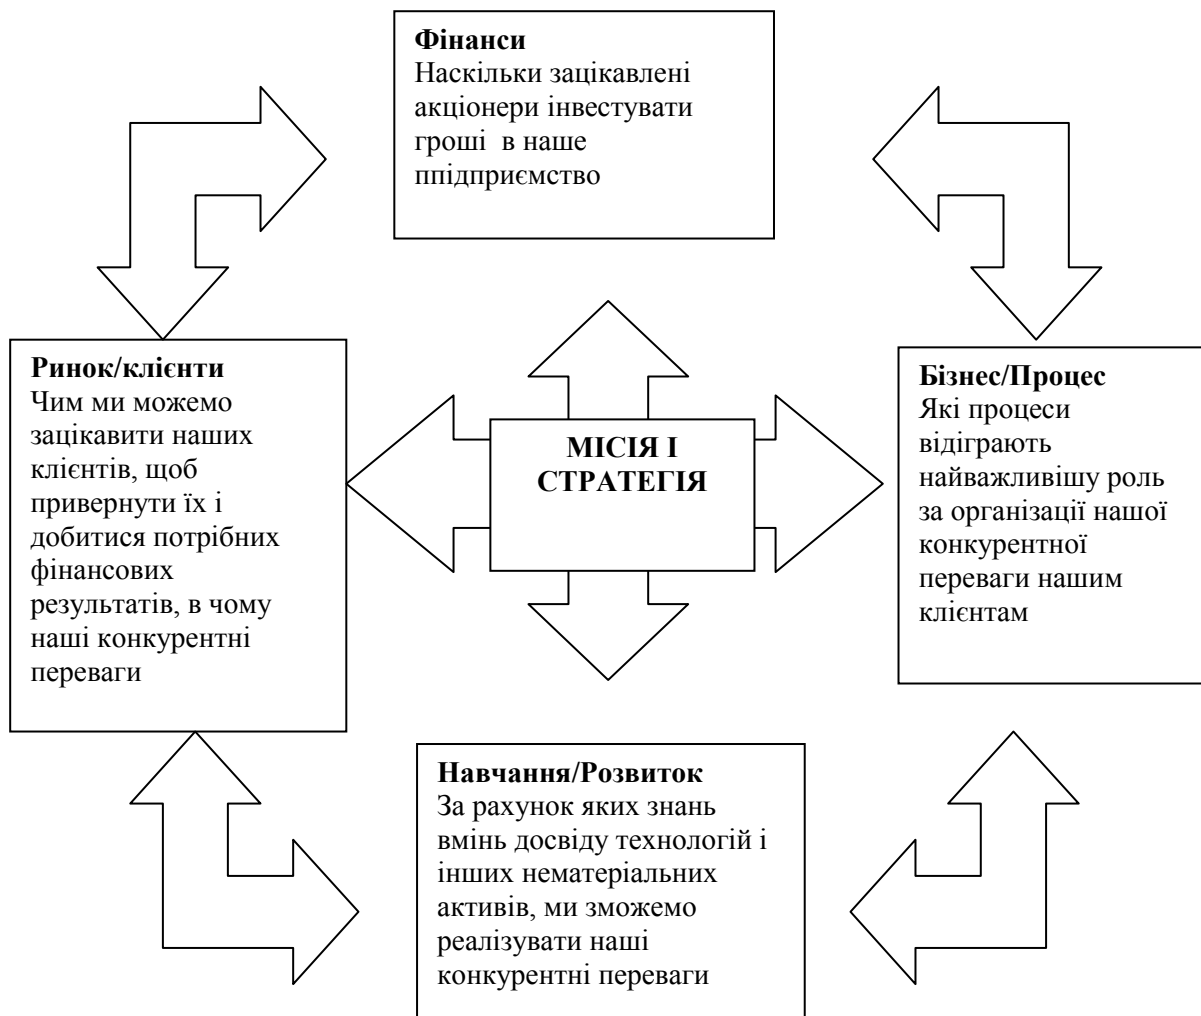 Фінанси
Наскільки зацікавлені
акціонери інвестувати
гроші  в наше
ппідприємство
Ринок/клієнти
Чим ми можемо
зацікавити наших
клієнтів, щоб
привернути їх і
добитися потрібних
фінансових
результатів, в чому
наші конкурентні
переваги
МІСІЯ І
СТРАТЕГІЯ
Бізнес/Процес
Які процеси
відіграють
найважливішу роль
за організації нашої
конкурентної
переваги нашим
клієнтам
Навчання/Розвиток
За рахунок яких знань
вмінь досвіду технологій і
інших нематеріальних
активів, ми зможемо
реалізувати наші
конкурентні переваги